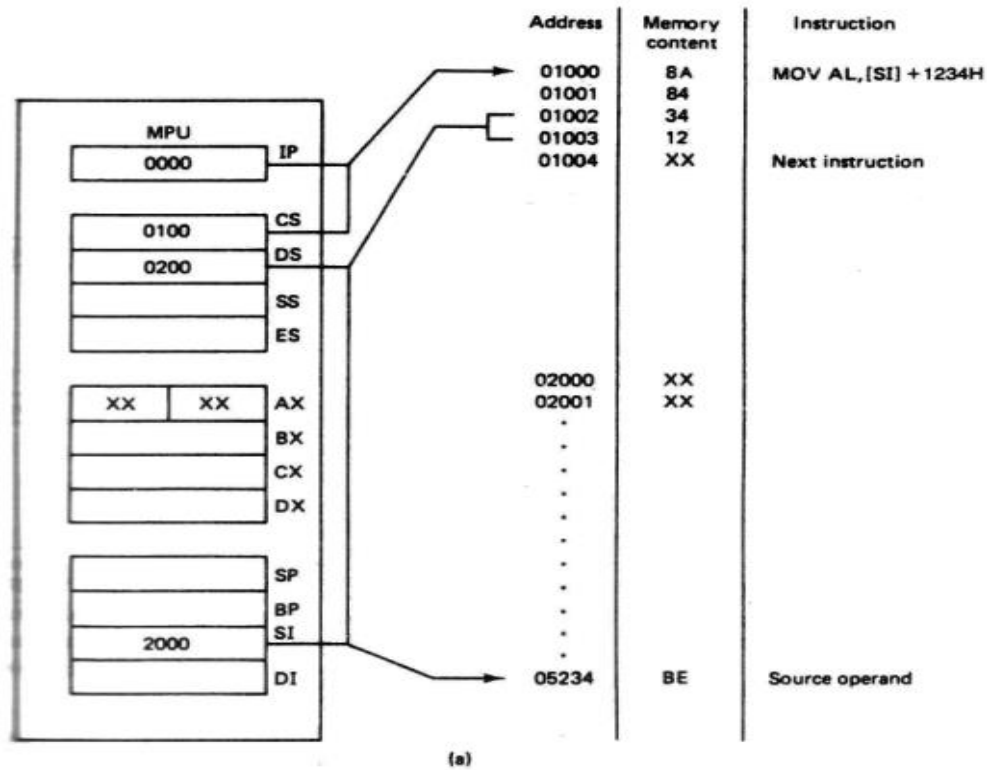 Address Memory content Instruction
01000 8A MOV AL, [SI] + 1234H
01001 84
01002 34
01003 12
01004 XX Next instruction
MPU
0000 IP
0100 CS
0200 DS
SS
ES
XX XX AX
BX
CX
DX
SP
BP
2000 SI
DI
02000 XX
02001 XX
05234 BE Source operand
(a)